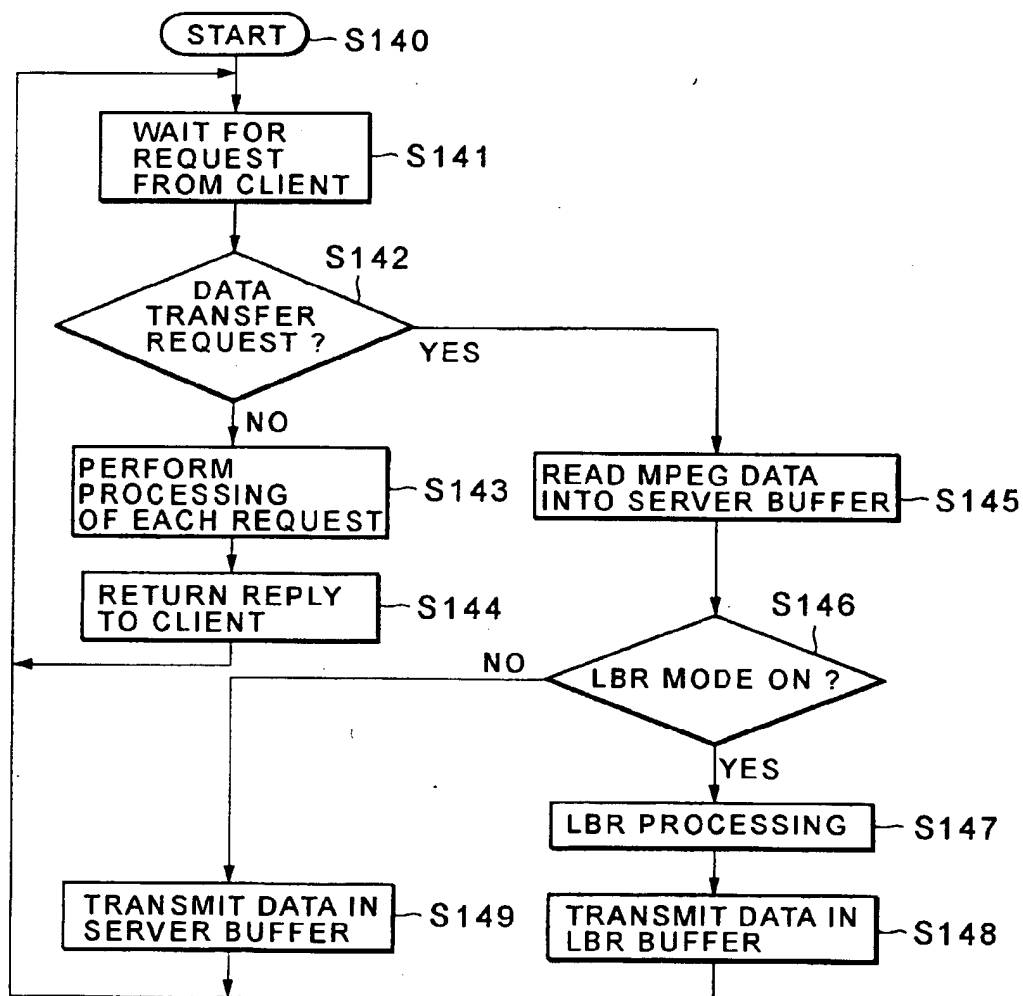 START
S140
WAIT FOR
REQUEST
FROM CLIENT
S141
S142
DATA
TRANSFER
REQUEST ?
YES
NO
PERFORM
PROCESSING
OF EACH REQUEST
S143
READ MPEG DATA
INTO SERVER BUFFER
S145
RETURN REPLY
TO CLIENT
S144
S146
NO
LBR MODE ON ?
YES
LBR PROCESSING
S147
TRANSMIT DATA IN
SERVER BUFFER
S149
TRANSMIT DATA IN
LBR BUFFER
S148